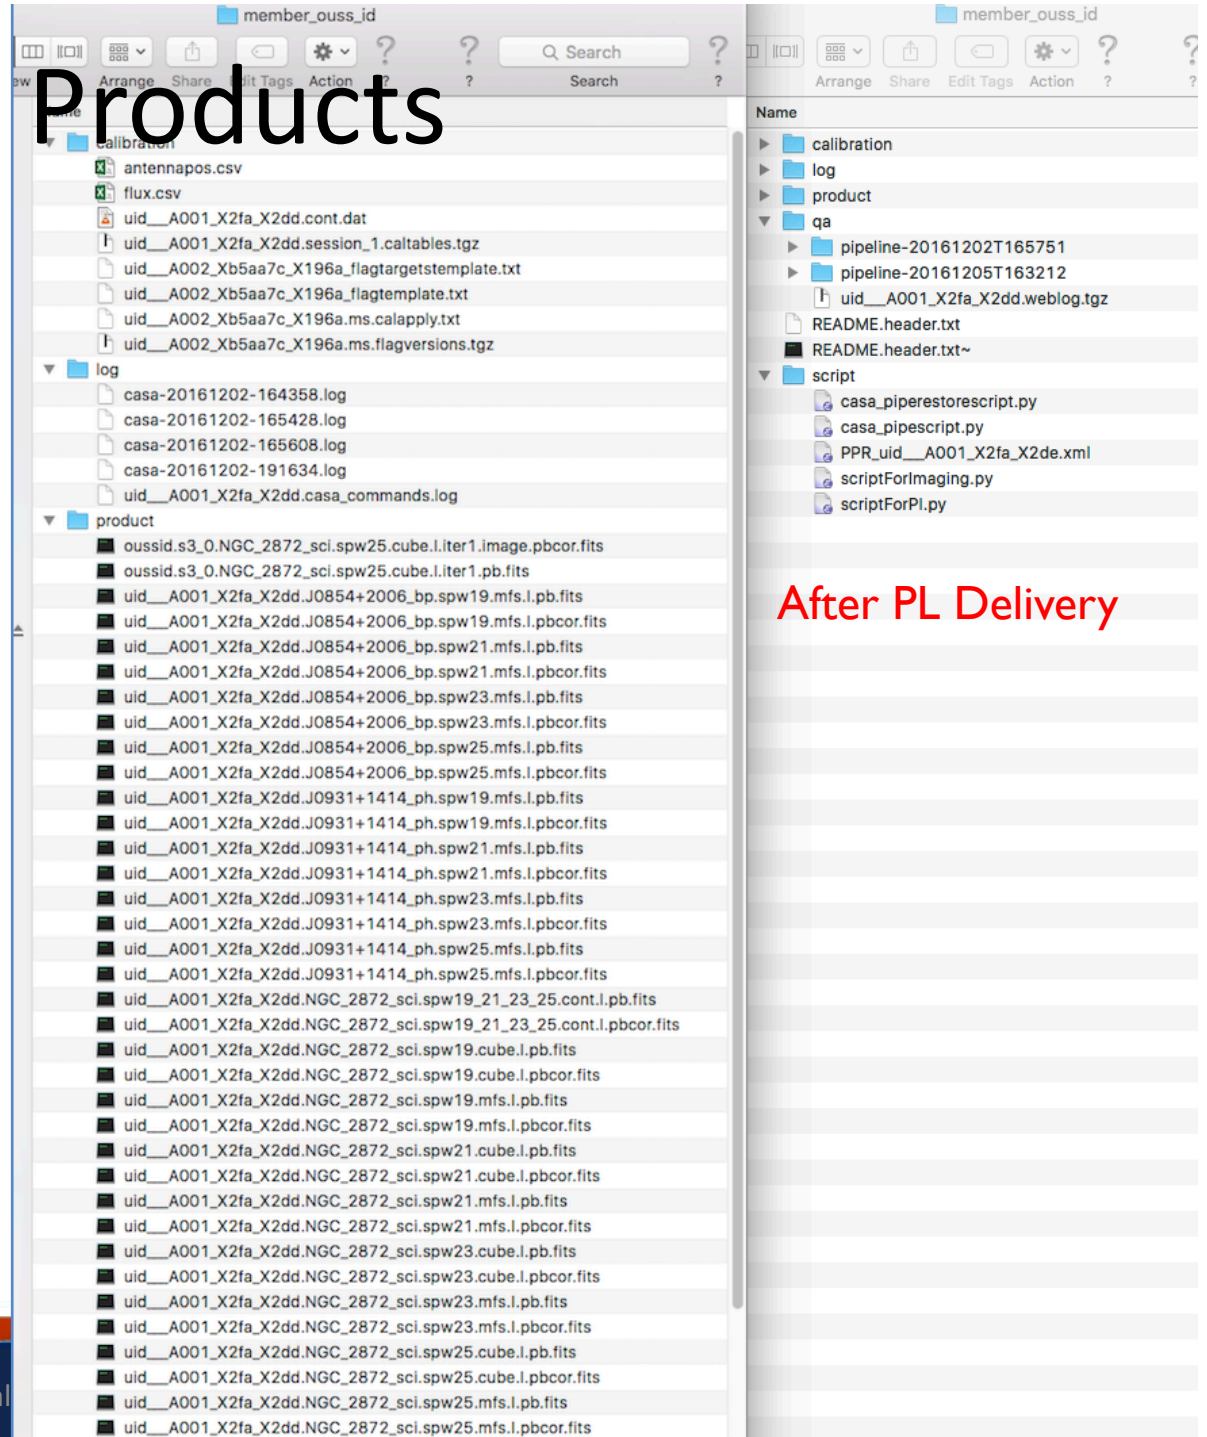 member_ouss_id
Search
ew Arrange Share Edit Tags Action ? ? Search ?
Products
Name
calibration
antennapos.csv
flux.csv
uid___A001_X2fa_X2dd.cont.dat
uid___A001_X2fa_X2dd.session_1.caltables.tgz
uid___A002_Xb5aa7c_X196a_flagtargetstemplate.txt
uid___A002_Xb5aa7c_X196a_flagtemplate.txt
uid___A002_Xb5aa7c_X196a.ms.calapply.txt
uid___A002_Xb5aa7c_X196a.ms.flagversions.tgz
log
casa-20161202-164358.log
casa-20161202-165428.log
casa-20161202-165608.log
casa-20161202-191634.log
uid___A001_X2fa_X2dd.casa_commands.log
product
oussid.s3_0.NGC_2872_sci.spw25.cube.I.iter1.image.pbcor.fits
oussid.s3_0.NGC_2872_sci.spw25.cube.I.iter1.pb.fits
uid___A001_X2fa_X2dd.J0854+2006_bp.spw19.mfs.I.pb.fits
uid___A001_X2fa_X2dd.J0854+2006_bp.spw19.mfs.I.pbcor.fits
uid___A001_X2fa_X2dd.J0854+2006_bp.spw21.mfs.I.pb.fits
uid___A001_X2fa_X2dd.J0854+2006_bp.spw21.mfs.I.pbcor.fits
uid___A001_X2fa_X2dd.J0854+2006_bp.spw23.mfs.I.pb.fits
uid___A001_X2fa_X2dd.J0854+2006_bp.spw23.mfs.I.pbcor.fits
uid___A001_X2fa_X2dd.J0854+2006_bp.spw25.mfs.I.pb.fits
uid___A001_X2fa_X2dd.J0854+2006_bp.spw25.mfs.I.pbcor.fits
uid___A001_X2fa_X2dd.J0931+1414_ph.spw19.mfs.I.pb.fits
uid___A001_X2fa_X2dd.J0931+1414_ph.spw19.mfs.I.pbcor.fits
uid___A001_X2fa_X2dd.J0931+1414_ph.spw21.mfs.I.pb.fits
uid___A001_X2fa_X2dd.J0931+1414_ph.spw21.mfs.I.pbcor.fits
uid___A001_X2fa_X2dd.J0931+1414_ph.spw23.mfs.I.pb.fits
uid___A001_X2fa_X2dd.J0931+1414_ph.spw23.mfs.I.pbcor.fits
uid___A001_X2fa_X2dd.J0931+1414_ph.spw25.mfs.I.pb.fits
uid___A001_X2fa_X2dd.J0931+1414_ph.spw25.mfs.I.pbcor.fits
uid___A001_X2fa_X2dd.NGC_2872_sci.spw19_21_23_25.cont.I.pb.fits
uid___A001_X2fa_X2dd.NGC_2872_sci.spw19_21_23_25.cont.I.pbcor.fits
uid___A001_X2fa_X2dd.NGC_2872_sci.spw19.cube.I.pb.fits
uid___A001_X2fa_X2dd.NGC_2872_sci.spw19.cube.I.pbcor.fits
uid___A001_X2fa_X2dd.NGC_2872_sci.spw19.mfs.I.pb.fits
uid___A001_X2fa_X2dd.NGC_2872_sci.spw19.mfs.I.pbcor.fits
uid___A001_X2fa_X2dd.NGC_2872_sci.spw21.cube.I.pb.fits
uid___A001_X2fa_X2dd.NGC_2872_sci.spw21.cube.I.pbcor.fits
uid___A001_X2fa_X2dd.NGC_2872_sci.spw21.mfs.I.pb.fits
uid___A001_X2fa_X2dd.NGC_2872_sci.spw21.mfs.I.pbcor.fits
uid___A001_X2fa_X2dd.NGC_2872_sci.spw23.cube.I.pb.fits
uid___A001_X2fa_X2dd.NGC_2872_sci.spw23.cube.I.pbcor.fits
uid___A001_X2fa_X2dd.NGC_2872_sci.spw23.mfs.I.pb.fits
uid___A001_X2fa_X2dd.NGC_2872_sci.spw23.mfs.I.pbcor.fits
uid___A001_X2fa_X2dd.NGC_2872_sci.spw25.cube.I.pb.fits
uid___A001_X2fa_X2dd.NGC_2872_sci.spw25.cube.I.pbcor.fits
uid___A001_X2fa_X2dd.NGC_2872_sci.spw25.mfs.I.pb.fits
uid___A001_X2fa_X2dd.NGC_2872_sci.spw25.mfs.I.pbcor.fits
member_ouss_id
Arrange Share Edit Tags Action ? ?
Name
calibration
log
product
qa
pipeline-20161202T165751
pipeline-20161205T163212
uid___A001_X2fa_X2dd.weblog.tgz
README.header.txt
README.header.txt~
script
casa_piperestorescript.py
casa_pipescript.py
PPR_uid___A001_X2fa_X2de.xml
scriptForImaging.py
scriptForPI.py
After PL Delivery